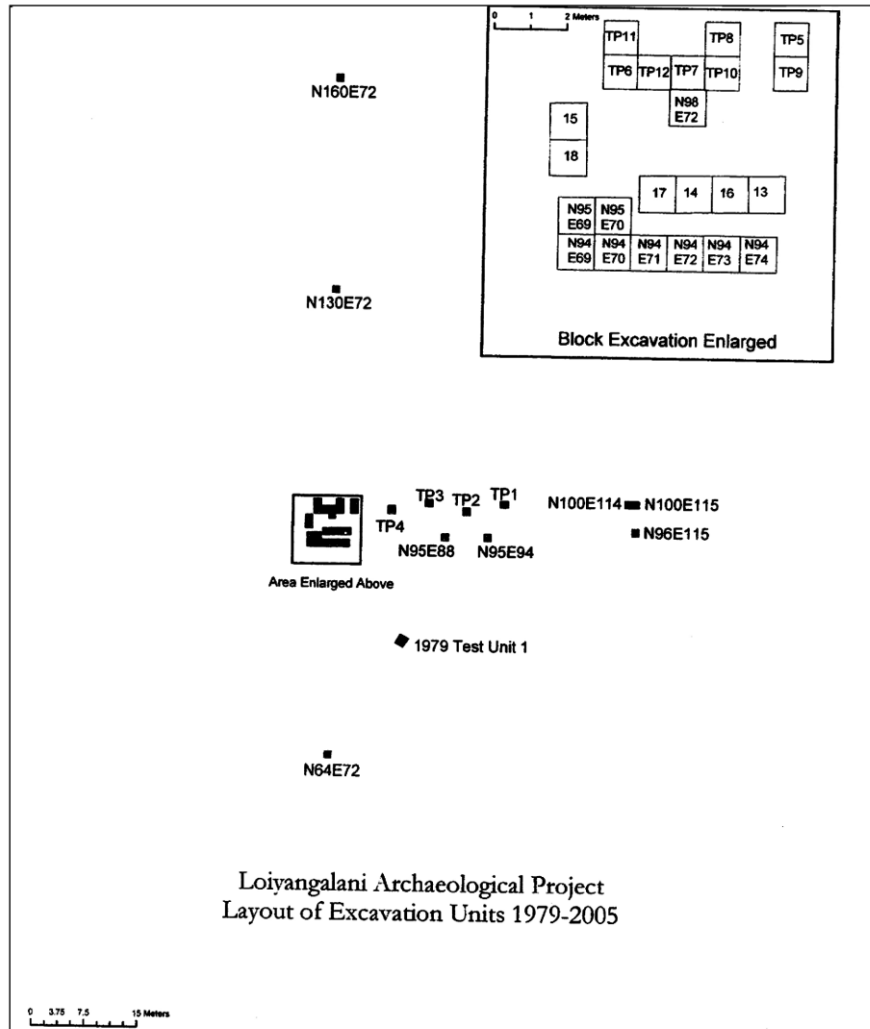 0 1 2 Meters
TP11 TP8 TP5
TP6 TP12 TP7 TP10 TP9
N98
E72
15
18
17 14 16 13
N95 N95
E69 E70
N94 N94 N94 N94 N94 N94
E69 E70 E71 E72 E73 E74
Block Excavation Enlarged
N160E72
N130E72
TP3 TP2 TP1
TP4
N100E114 N100E115
N95E88 N95E94
N96E115
Area Enlarged Above
1979 Test Unit 1
N64E72
Loiyangalani Archaeological Project
Layout of Excavation Units 1979-2005
0 3.75 7.5 15 Meters